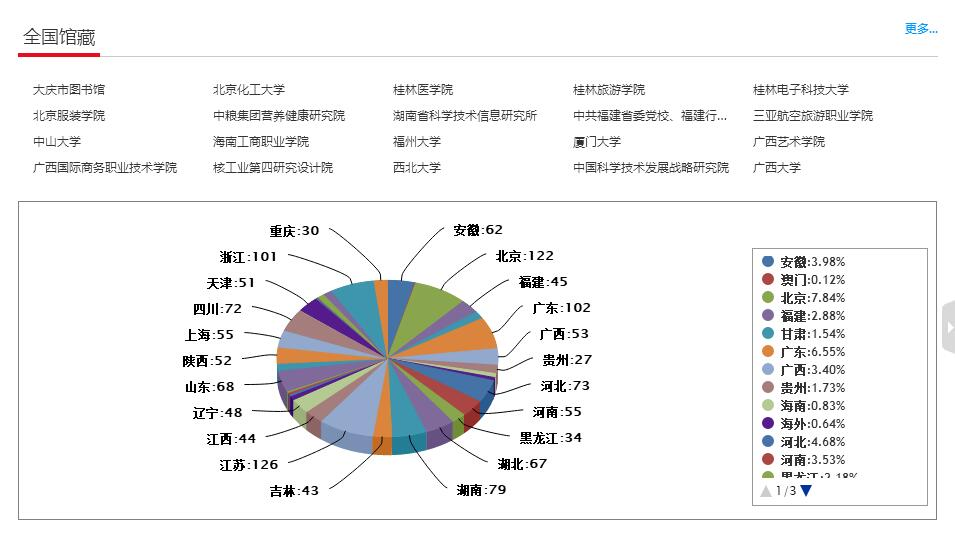 全国馆藏
更多...
大庆市图书馆 北京化工大学 桂林医学院 桂林旅游学院 桂林电子科技大学
北京服装学院 中粮集团营养健康研究院 湖南省科学技术信息研究所 中共福建省委党校、福建行... 三亚航空旅游职业学院
中山大学 海南工商职业学院 福州大学 厦门大学 广西艺术学院
广西国际商务职业技术学院 核工业第四研究设计院 西北大学 中国科学技术发展战略研究院 广西大学
重庆:30
浙江:101
天津:51
四川:72
上海:55
陕西:52
山东:68
辽宁:48
江西:44
江苏:126
吉林:43
安徽:62
北京:122
福建:45
广东:102
广西:53
贵州:27
河北:73
河南:55
黑龙江:34
湖北:67
湖南:79
安徽:3.98%
澳门:0.12%
北京:7.84%
福建:2.88%
甘肃:1.54%
广东:6.55%
广西:3.40%
贵州:1.73%
海南:0.83%
海外:0.64%
河北:4.68%
河南:3.53%
黑龙江:2.18%
1/3